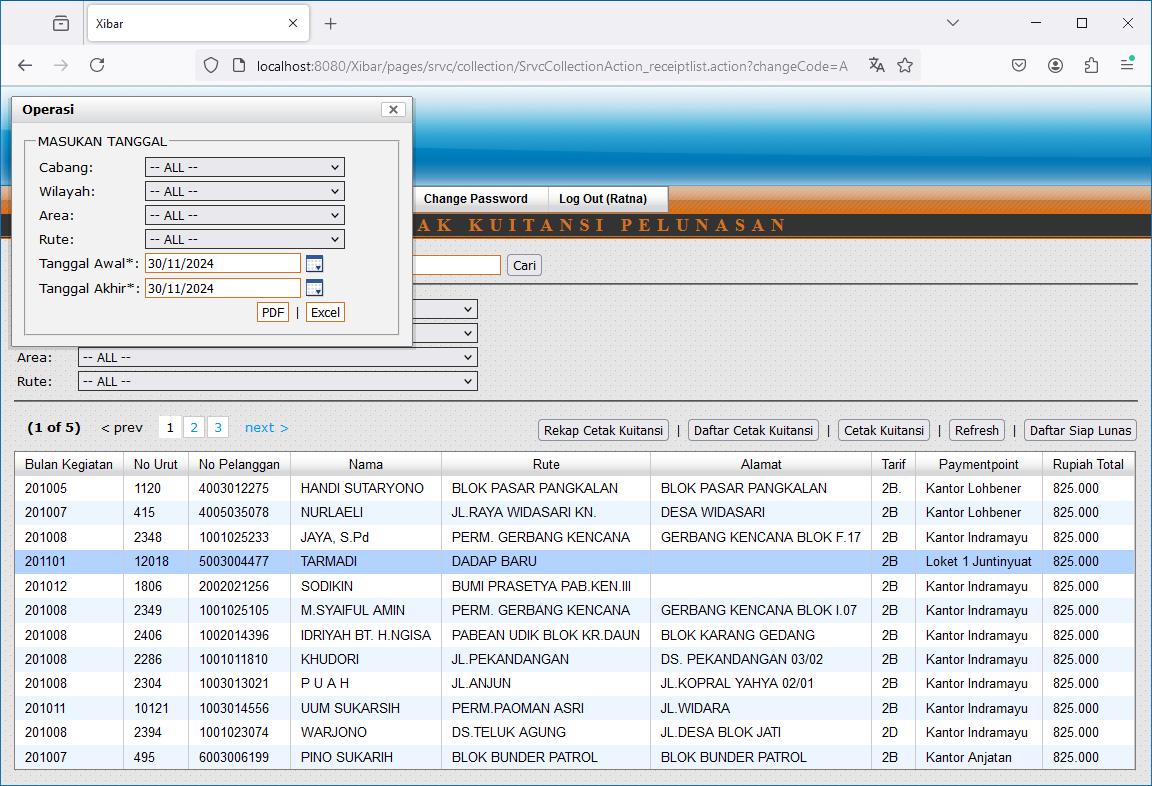 Xibar
localhost:8080/Xibar/pages/srvc/collection/SrvcCollectionAction_receiptlist.action?changeCode=A
Operasi
MASUKAN TANGGAL
Cabang: -- ALL --
Wilayah: -- ALL --
Area: -- ALL --
Rute: -- ALL --
Tanggal Awal*: 30/11/2024
Tanggal Akhir*: 30/11/2024
PDF | Excel
Change Password Log Out (Ratna)
AK KUITANSI PELUNASAN
Cari
Area: -- ALL --
Rute: -- ALL --
(1 of 5) < prev 1 2 3 next >
Rekap Cetak Kuitansi | Daftar Cetak Kuitansi | Cetak Kuitansi | Refresh | Daftar Siap Lunas
Bulan Kegiatan No Urut No Pelanggan Nama Rute Alamat Tarif Paymentpoint Rupiah Total
201005 1120 4003012275 HANDI SUTARYONO BLOK PASAR PANGKALAN BLOK PASAR PANGKALAN 2B. Kantor Lohbener 825.000
201007 415 4005035078 NURLAELI JL.RAYA WIDASARI KN. DESA WIDASARI 2B Kantor Lohbener 825.000
201008 2348 1001025233 JAYA, S.Pd PERM. GERBANG KENCANA GERBANG KENCANA BLOK F.17 2B Kantor Indramayu 825.000
201101 12018 5003004477 TARMADI DADAP BARU 2B Loket 1 Juntinyuat 825.000
201012 1806 2002021256 SODIKIN BUMI PRASETYA PAB.KEN.III 2B Kantor Indramayu 825.000
201008 2349 1001025105 M.SYAIFUL AMIN PERM. GERBANG KENCANA GERBANG KENCANA BLOK I.07 2B Kantor Indramayu 825.000
201008 2406 1002014396 IDRIYAH BT. H.NGISA PABEAN UDIK BLOK KR.DAUN BLOK KARANG GEDANG 2B Kantor Indramayu 825.000
201008 2286 1001011810 KHUDORI JL.PEKANDANGAN DS. PEKANDANGAN 03/02 2B Kantor Indramayu 825.000
201008 2304 1003013021 P U A H JL.ANJUN JL.KOPRAL YAHYA 02/01 2B Kantor Indramayu 825.000
201011 10121 1003014556 UUM SUKARSIH PERM.PAOMAN ASRI JL.WIDARA 2B Kantor Indramayu 825.000
201008 2394 1001023074 WARJONO DS.TELUK AGUNG JL.DESA BLOK JATI 2D Kantor Indramayu 825.000
201007 495 6003006199 PINO SUKARIH BLOK BUNDER PATROL BLOK BUNDER PATROL 2B Kantor Anjatan 825.000